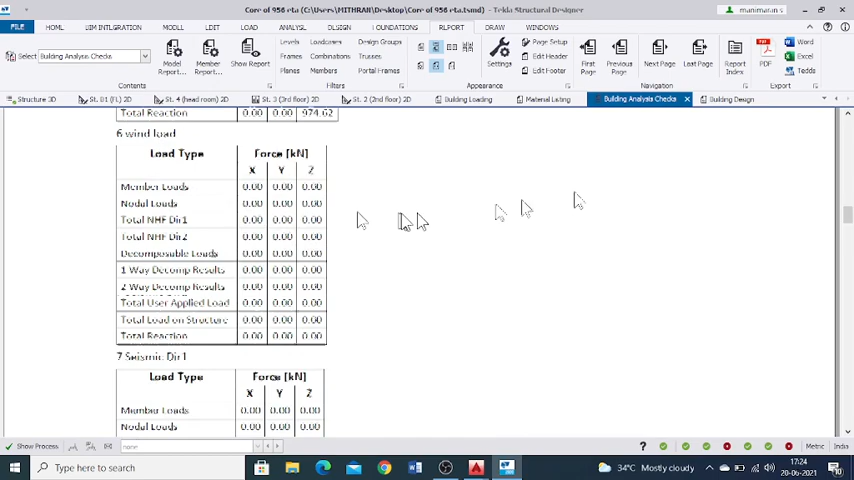 Core of 956 eta (C:\Users\MITHRAN\Desktop\Core of 956 eta.tsmd) - Tekla Structural Designer
manimaran s
FILE HOME BIM INTEGRATION MODEL EDIT LOAD ANALYSE DESIGN FOUNDATIONS REPORT DRAW WINDOWS
Select Building Analysis Checks
Model Report...
Member Report...
Show Report
Levels Loadcases Design Groups
Frames Combinations Trusses
Planes Members Portal Frames
Settings
Page Setup
Edit Header
Edit Footer
First Page
Previous Page
Next Page
Last Page
Report Index
PDF
Word
Excel
Tedds
Contents Filters Appearance Navigation Export
Structure 3D St. B1 (FL) 2D St. 4 (head room) 2D St. 3 (3rd floor) 2D St. 2 (2rd floor) 2D Building Loading Material Listing Building Analysis Checks Building Design
Total Reaction 0.00 0.00 974.62
6 wind load
Load Type Force [kN]
X Y Z
Member Loads 0.00 0.00 0.00
Nodal Loads 0.00 0.00 0.00
Total NHF Dir1 0.00 0.00 0.00
Total NHF Dir2 0.00 0.00 0.00
Decomposable Loads 0.00 0.00 0.00
1 Way Decomp Results 0.00 0.00 0.00
2 Way Decomp Results 0.00 0.00 0.00
Total User Applied Load 0.00 0.00 0.00
Total Load on Structure 0.00 0.00 0.00
Total Reaction 0.00 0.00 0.00
7 Seismic Dir1
Load Type Force [kN]
X Y Z
Member Loads 0.00 0.00 0.00
Nodal Loads 0.00 0.00 0.00
Show Process none Metric India
Type here to search
34°C Mostly cloudy
17:24
20-06-2021
10